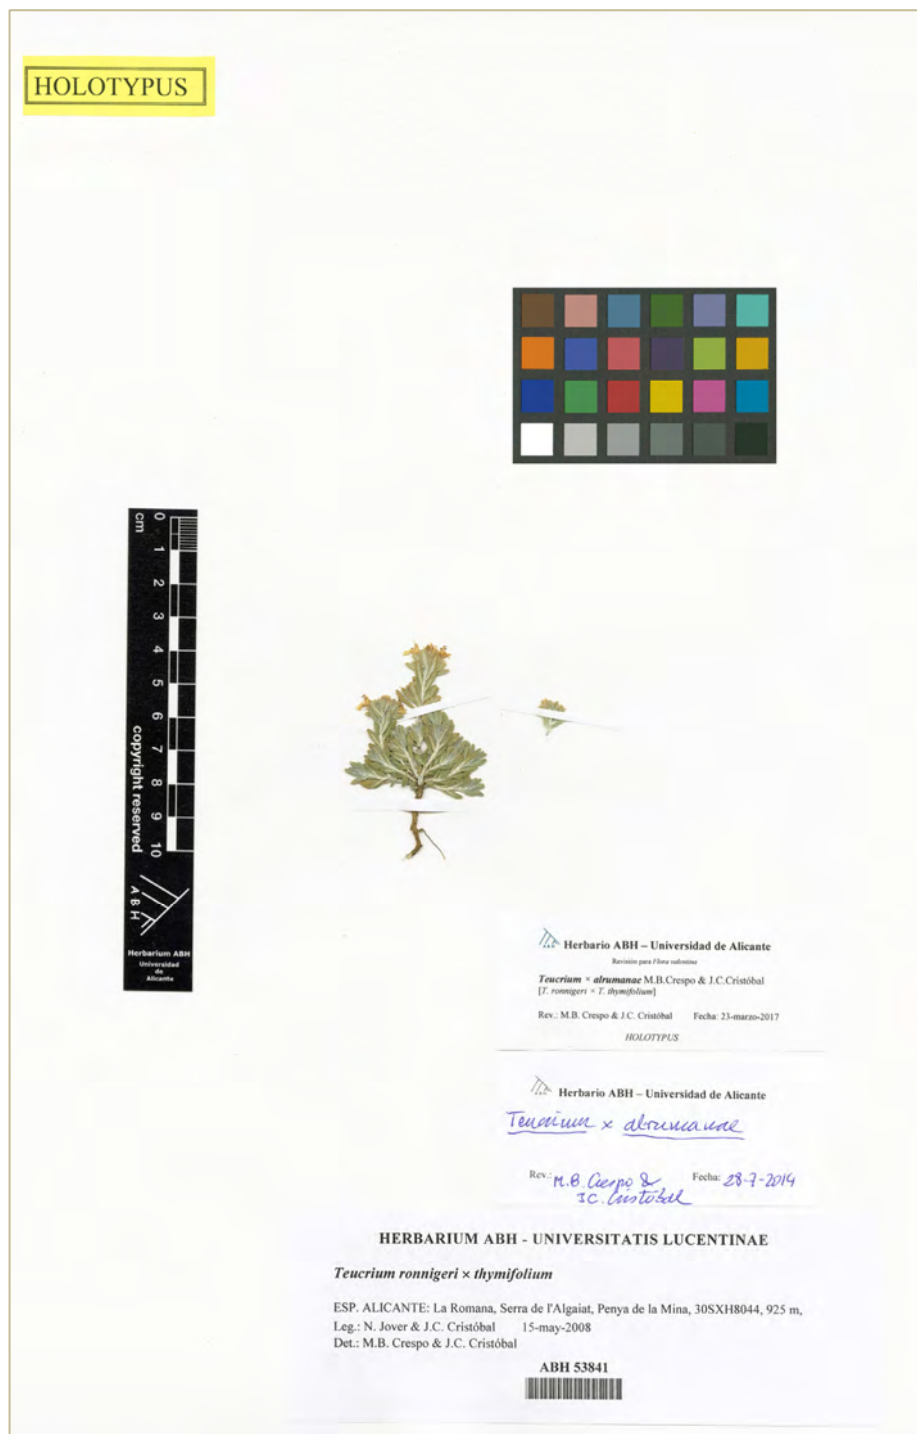 HOLOTYPUS
cm
0
1
2
3
4
5
6
7
8
9
10
copyright reserved
ABH
Herbarium ABH
Universidad
de
Alicante
Herbario ABH – Universidad de Alicante
Revisión para Flora valentina
Teucrium × alrumanae M.B.Crespo & J.C.Cristóbal
[T. ronnigeri × T. thymifolium]
Rev.: M.B. Crespo & J.C. Cristóbal Fecha: 23-marzo-2017
HOLOTYPUS
Herbario ABH – Universidad de Alicante
Teucrium × alrumanae
Rev.: M.B. Crespo & Fecha: 28-7-2014
JC. Cristóbal
HERBARIUM ABH - UNIVERSITATIS LUCENTINAE
Teucrium ronnigeri × thymifolium
ESP. ALICANTE: La Romana, Serra de l'Algaiat, Penya de la Mina, 30SXH8044, 925 m,
Leg.: N. Jover & J.C. Cristóbal 15-may-2008
Det.: M.B. Crespo & J.C. Cristóbal
ABH 53841